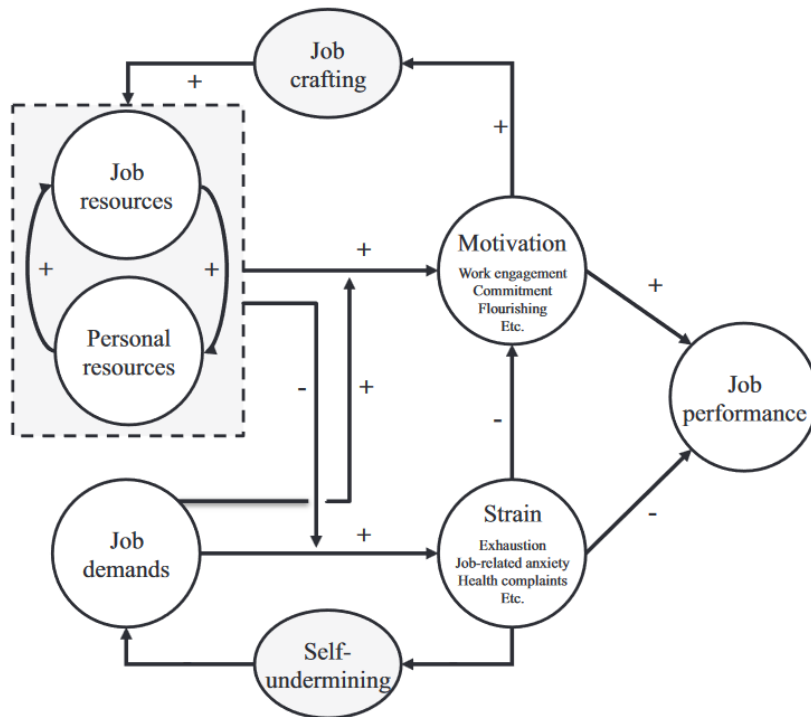 Job
crafting
+
+
Job
resources
+
+
Personal
resources
+
-
+
Motivation
Work engagement
Commitment
Flourishing
Etc.
+
Job
performance
-
-
Job
demands
+
Strain
Exhaustion
Job-related anxiety
Health complaints
Etc.
Self-
undermining